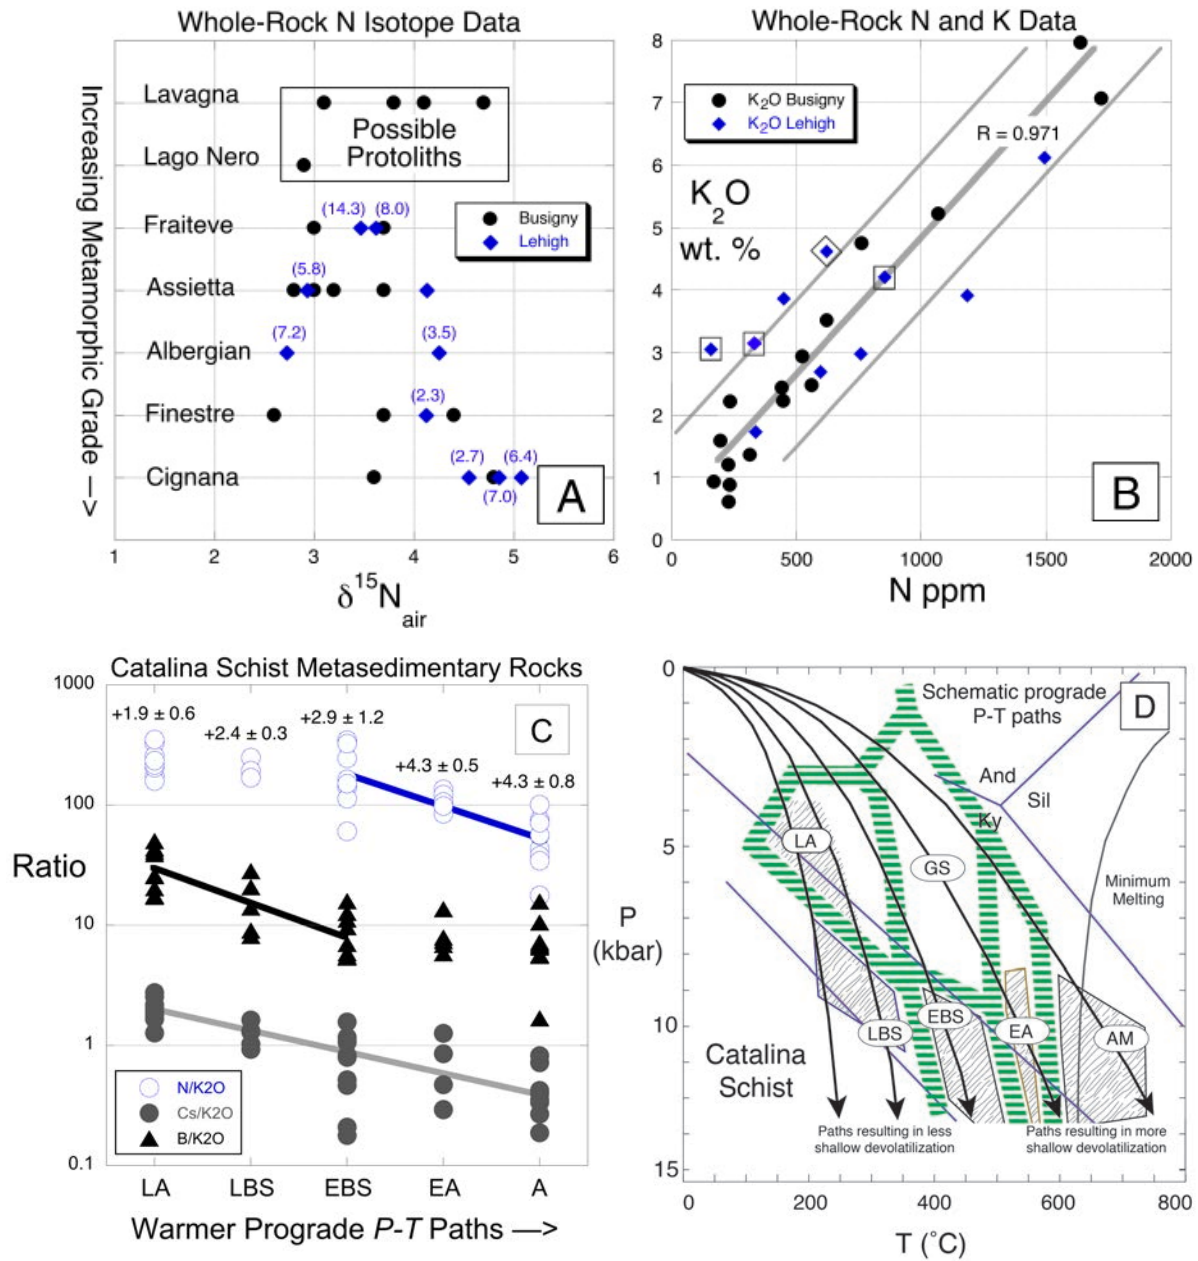 Whole-Rock N Isotope Data
Increasing Metamorphic Grade —>
Lavagna
Possible
Protoliths
Lago Nero
Fraiteve
(14.3) (8.0)
Busigny
Lehigh
Assietta
(5.8)
Albergian
(7.2) (3.5)
Finestre
(2.3)
Cignana
(2.7) (6.4)
(7.0)
A
1 2 3 4 5 6
δ15Nair
Whole-Rock N and K Data
8
7
6
5
4
3
2
1
0
K2O Busigny
K2O Lehigh
R = 0.971
K2O
wt. %
B
0 500 1000 1500 2000
N ppm
Catalina Schist Metasedimentary Rocks
1000
100
10
1
0.1
Ratio
+1.9 ± 0.6
+2.4 ± 0.3
+2.9 ± 1.2
+4.3 ± 0.5
+4.3 ± 0.8
C
N/K2O
Cs/K2O
B/K2O
LA LBS EBS EA A
Warmer Prograde P-T Paths —>
0
5
10
15
P
(kbar)
Schematic prograde
P-T paths
D
And
Sil
Ky
LA
GS
Minimum
Melting
LBS
EBS
EA
AM
Catalina
Schist
Paths resulting in less
shallow devolatilization
Paths resulting in more
shallow devolatilization
0 200 400 600 800
T (˚C)